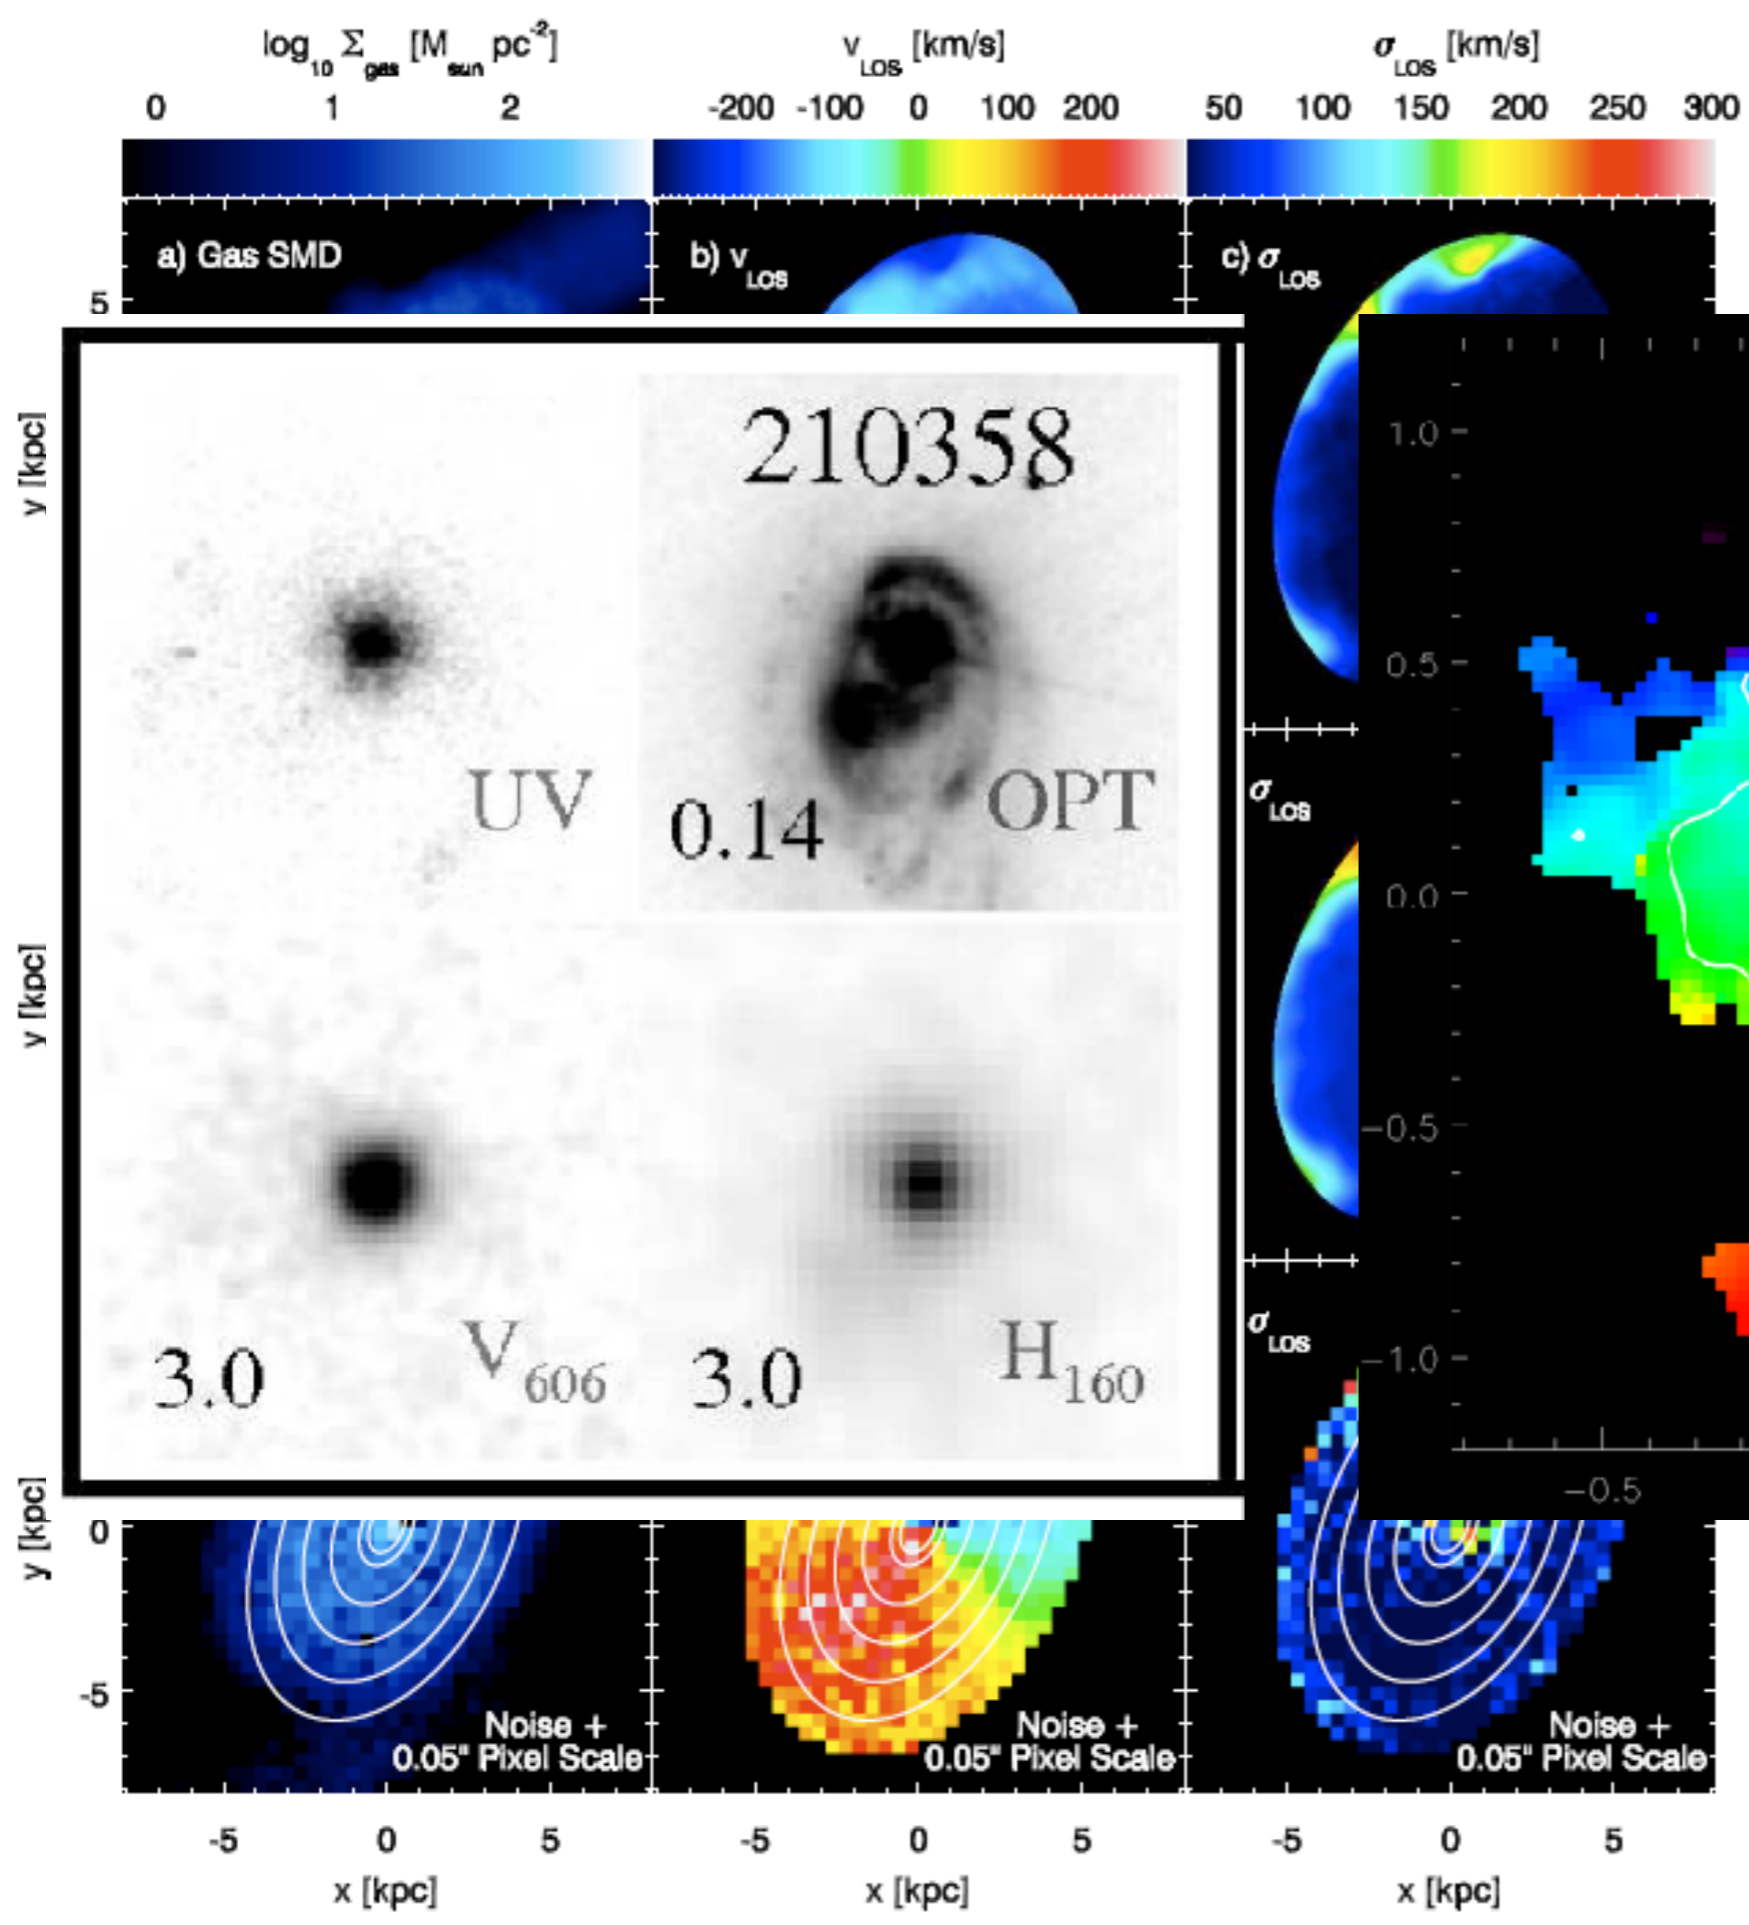 log₁₀ Σgas [Msun pc⁻²]
vLOS [km/s]
σLOS [km/s]
0 1 2
-200 -100 0 100 200
50 100 150 200 250 300
a) Gas SMD
b) vLOS
c) σLOS
5
y [kpc]
210358
1.0
0.5
UV
OPT
σLOS
0.14
0.0
y [kpc]
−0.5
σLOS
V606
H160
3.0
3.0
−1.0
−0.5
y [kpc]
0
-5
Noise +
0.05" Pixel Scale
Noise +
0.05" Pixel Scale
Noise +
0.05" Pixel Scale
-5 0 5
-5 0 5
-5 0 5
x [kpc]
x [kpc]
x [kpc]